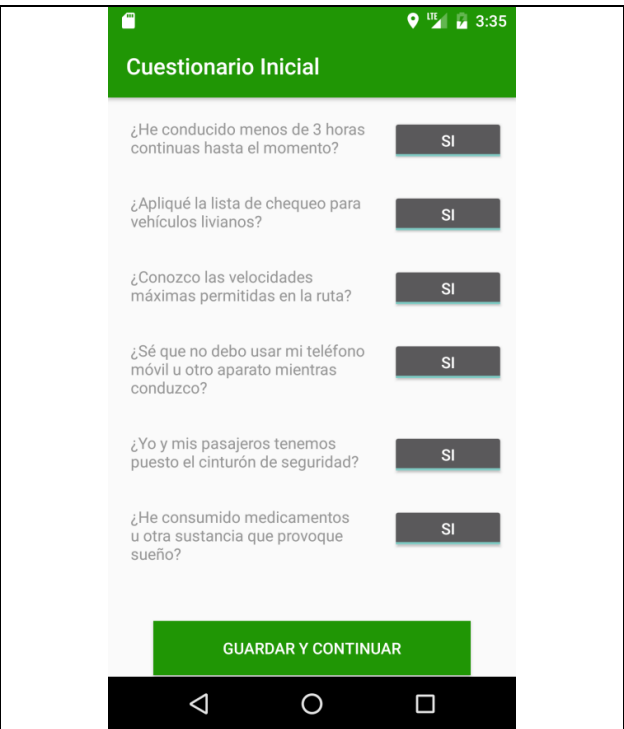 LTE 3:35
Cuestionario Inicial
¿He conducido menos de 3 horas
continuas hasta el momento?
SI
¿Apliqué la lista de chequeo para
vehículos livianos?
SI
¿Conozco las velocidades
máximas permitidas en la ruta?
SI
¿Sé que no debo usar mi teléfono
móvil u otro aparato mientras
conduzco?
SI
¿Yo y mis pasajeros tenemos
puesto el cinturón de seguridad?
SI
¿He consumido medicamentos
u otra sustancia que provoque
sueño?
SI
GUARDAR Y CONTINUAR